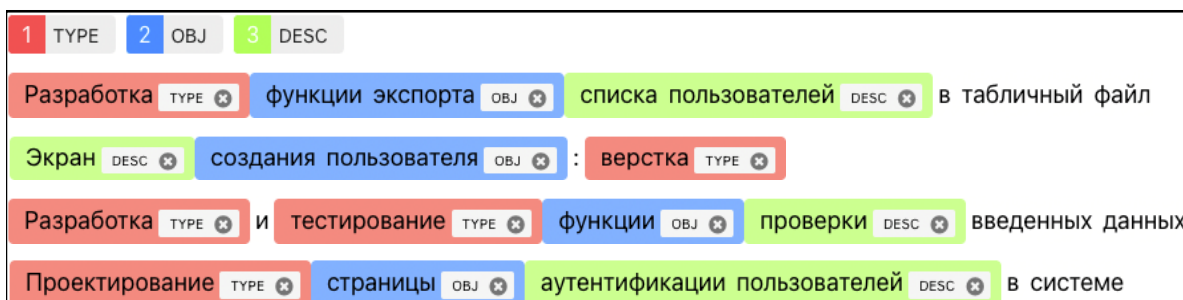 1 TYPE 2 OBJ 3 DESC
Разработка TYPE функции экспорта OBJ списка пользователей DESC в табличный файл
Экран DESC создания пользователя OBJ : верстка TYPE
Разработка TYPE и тестирование TYPE функции OBJ проверки DESC введенных данных
Проектирование TYPE страницы OBJ аутентификации пользователей DESC в системе